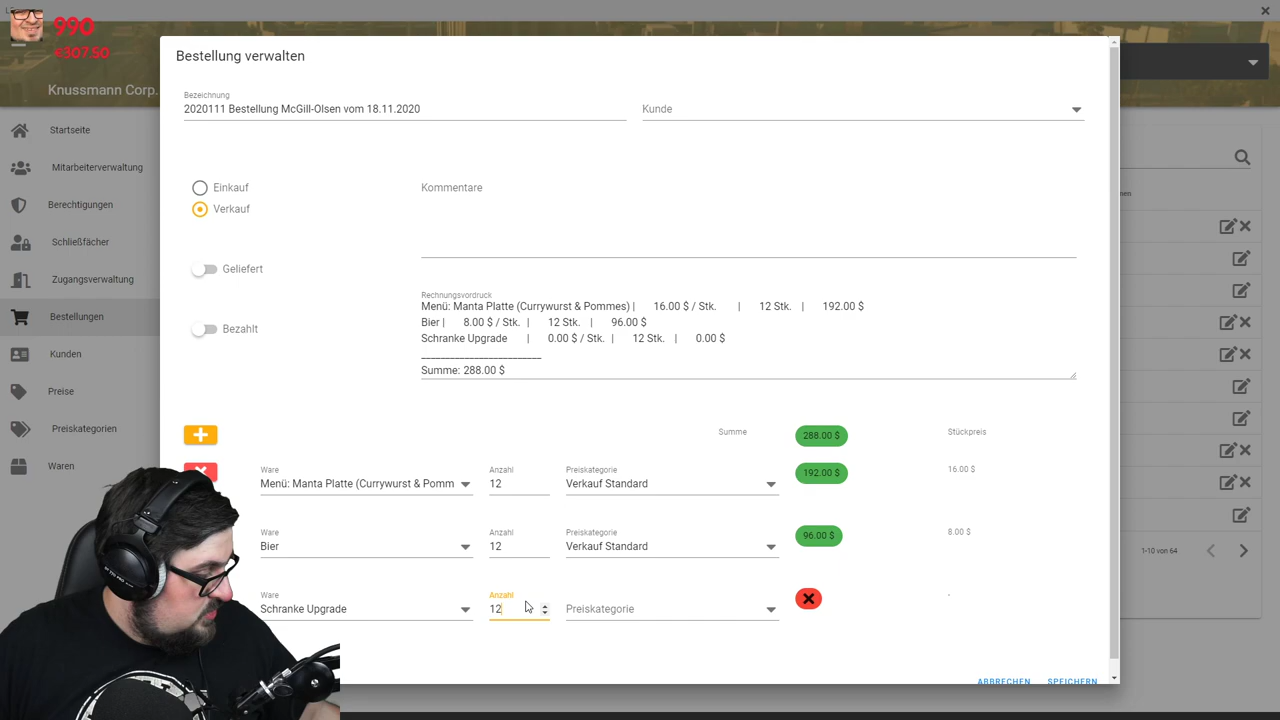 990
€307.50
Knussmann Corp.
Startseite
Mitarbeiterverwaltung
Berechtigungen
Schließfächer
Zugangsverwaltung
Bestellungen
Kunden
Preise
Preiskategorien
Waren
Bestellung verwalten
Bezeichnung
2020111 Bestellung McGill-Olsen vom 18.11.2020
Kunde
Einkauf
Verkauf
Kommentare
Geliefert
Bezahlt
Rechnungsvordruck
Menü: Manta Platte (Currywurst & Pommes) | 16.00 $ / Stk. | 12 Stk. | 192.00 $
Bier | 8.00 $ / Stk. | 12 Stk. | 96.00 $
Schranke Upgrade | 0.00 $ / Stk. | 12 Stk. | 0.00 $
__________________________
Summe: 288.00 $
Summe
288.00 $
Stückpreis
Ware
Menü: Manta Platte (Currywurst & Pomm
Anzahl
12
Preiskategorie
Verkauf Standard
192.00 $
16.00 $
Ware
Bier
Anzahl
12
Preiskategorie
Verkauf Standard
96.00 $
8.00 $
Ware
Schranke Upgrade
Anzahl
12
Preiskategorie
-
ABBRECHEN
SPEICHERN
1-10 von 64